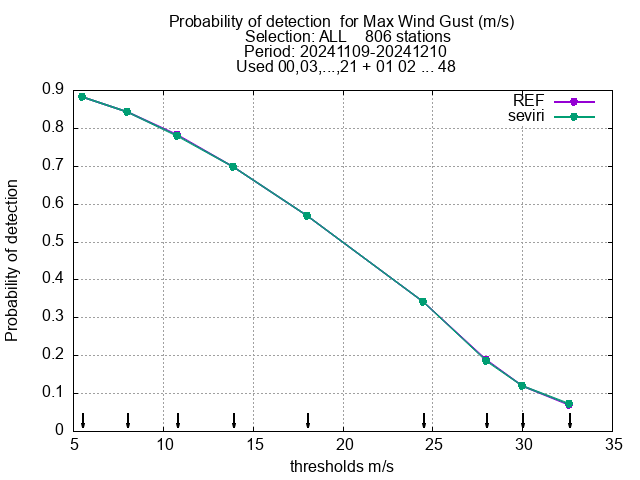 Probability of detection  for Max Wind Gust (m/s)
Selection: ALL    806 stations
Period: 20241109-20241210
Used 00,03,...,21 + 01 02 ... 48
REF
seviri
Probability of detection
0.9
0.8
0.7
0.6
0.5
0.4
0.3
0.2
0.1
0
5 10 15 20 25 30 35
thresholds m/s